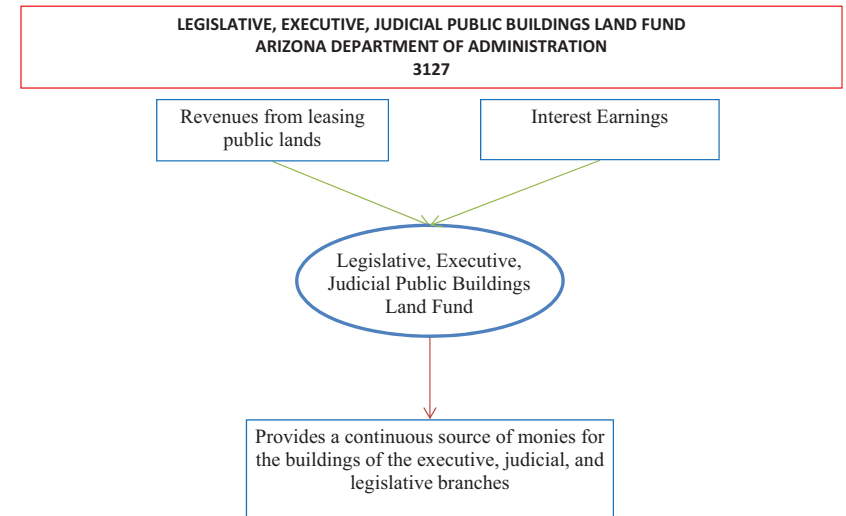 LEGISLATIVE, EXECUTIVE, JUDICIAL PUBLIC BUILDINGS LAND FUND
ARIZONA DEPARTMENT OF ADMINISTRATION
3127
Revenues from leasing
public lands
Interest Earnings
Legislative, Executive,
Judicial Public Buildings
Land Fund
Provides a continuous source of monies for
the buildings of the executive, judicial, and
legislative branches